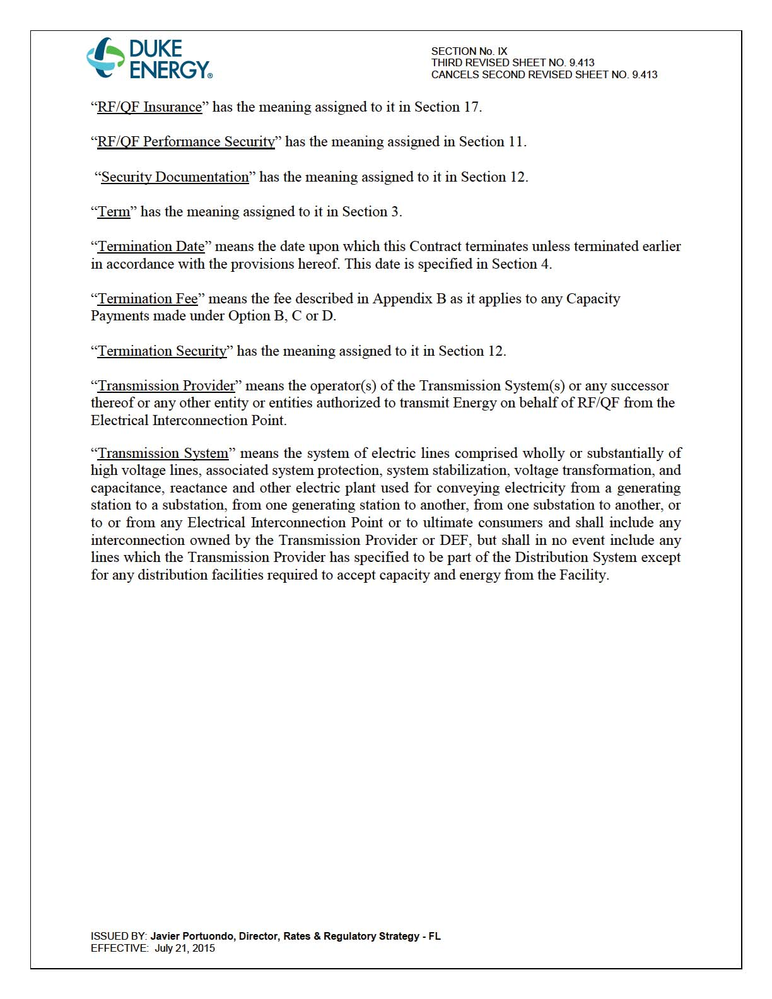 DUKE
ENERGY®
SECTION No. IX
THIRD REVISED SHEET NO. 9.413
CANCELS SECOND REVISED SHEET NO. 9.413
“RF/QF Insurance” has the meaning assigned to it in Section 17.
“RF/QF Performance Security” has the meaning assigned in Section 11.
“Security Documentation” has the meaning assigned to it in Section 12.
“Term” has the meaning assigned to it in Section 3.
“Termination Date” means the date upon which this Contract terminates unless terminated earlier
in accordance with the provisions hereof. This date is specified in Section 4.
“Termination Fee” means the fee described in Appendix B as it applies to any Capacity
Payments made under Option B, C or D.
“Termination Security” has the meaning assigned to it in Section 12.
“Transmission Provider” means the operator(s) of the Transmission System(s) or any successor
thereof or any other entity or entities authorized to transmit Energy on behalf of RF/QF from the
Electrical Interconnection Point.
“Transmission System” means the system of electric lines comprised wholly or substantially of
high voltage lines, associated system protection, system stabilization, voltage transformation, and
capacitance, reactance and other electric plant used for conveying electricity from a generating
station to a substation, from one generating station to another, from one substation to another, or
to or from any Electrical Interconnection Point or to ultimate consumers and shall include any
interconnection owned by the Transmission Provider or DEF, but shall in no event include any
lines which the Transmission Provider has specified to be part of the Distribution System except
for any distribution facilities required to accept capacity and energy from the Facility.
ISSUED BY: Javier Portuondo, Director, Rates & Regulatory Strategy - FL
EFFECTIVE: July 21, 2015